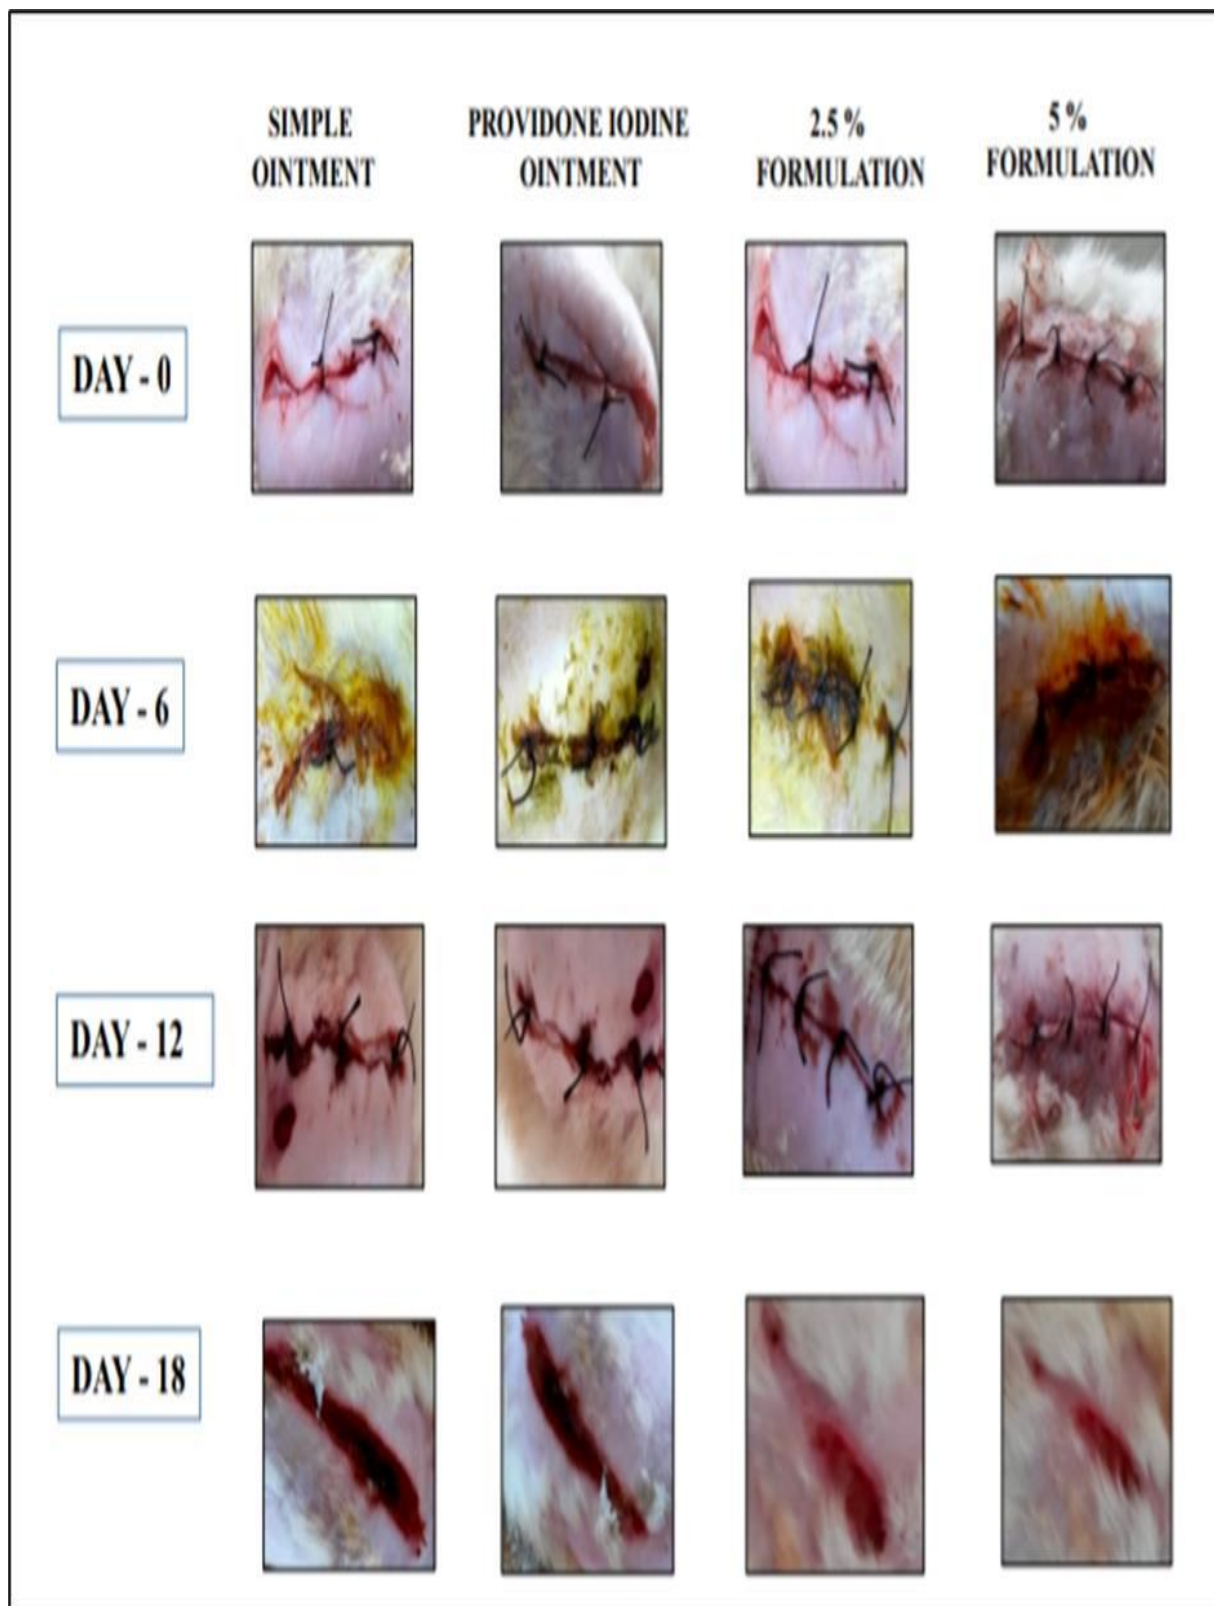 SIMPLE
OINTMENT
PROVIDONE IODINE
OINTMENT
2.5 %
FORMULATION
5 %
FORMULATION
DAY - 0
DAY - 6
DAY - 12
DAY - 18